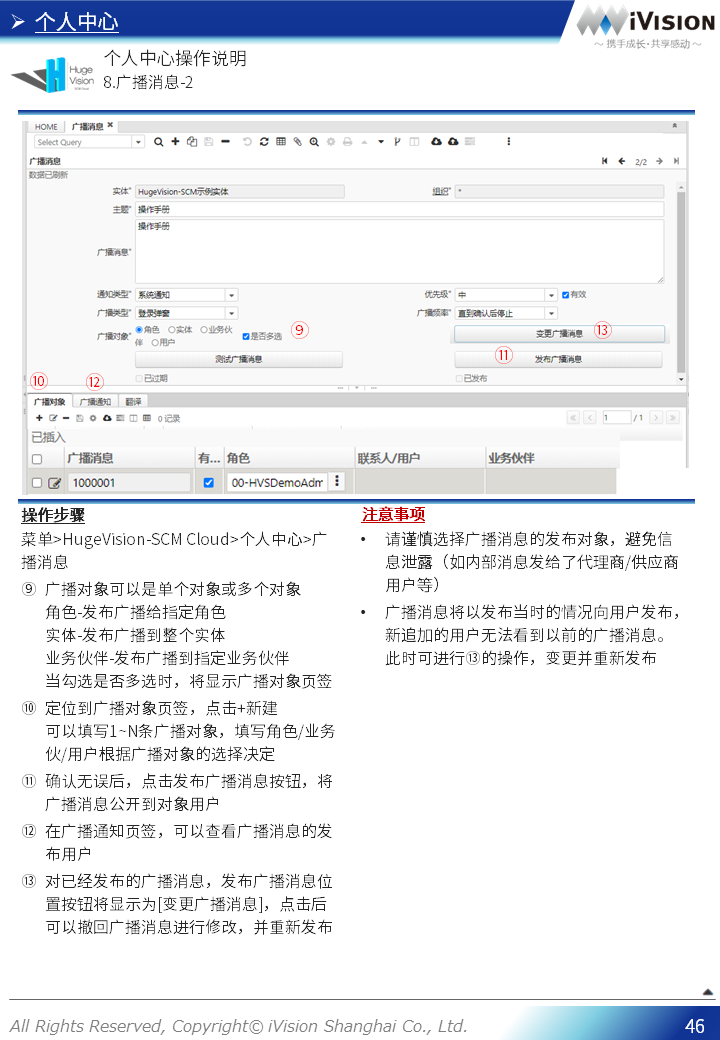 ➢ 个人中心
iVision
～ 携手成长·共享感动 ～
Huge
Vision
个人中心操作说明
8.广播消息-2
HOME 广播消息
Select Query
广播消息
2/2
数据已刷新
实体* HugeVision-SCM示例实体 组织* *
主题* 操作手册
广播消息* 操作手册
通知类型* 系统通知 优先级* 中 有效
广播类型* 登录弹窗 广播频率* 直到确认后停止
广播对象* 角色 实体 业务伙伴 用户 ⑨ 是否多选 变更广播消息 ⑬
测试广播消息 ⑪ 发布广播消息
已过期 已发布
⑩ ⑫
广播对象 广播通知 翻译
0 记录 1 / 1
已插入
广播消息 有... 角色 联系人/用户 业务伙伴
1000001 00-HVSDemoAdm
操作步骤
菜单>HugeVision-SCM Cloud>个人中心>广
播消息
⑨ 广播对象可以是单个对象或多个对象
角色-发布广播给指定角色
实体-发布广播到整个实体
业务伙伴-发布广播到指定业务伙伴
当勾选是否多选时，将显示广播对象页签
⑩ 定位到广播对象页签，点击+新建
可以填写1~N条广播对象，填写角色/业务
伙/用户根据广播对象的选择决定
⑪ 确认无误后，点击发布广播消息按钮，将
广播消息公开到对象用户
⑫ 在广播通知页签，可以查看广播消息的发
布用户
⑬ 对已经发布的广播消息，发布广播消息位
置按钮将显示为[变更广播消息]，点击后
可以撤回广播消息进行修改，并重新发布
注意事项
• 请谨慎选择广播消息的发布对象，避免信
息泄露（如内部消息发给了代理商/供应商
用户等）
• 广播消息将以发布当时的情况向用户发布，
新追加的用户无法看到以前的广播消息。
此时可进行⑬的操作，变更并重新发布
All Rights Reserved, Copyright© iVision Shanghai Co., Ltd.
46